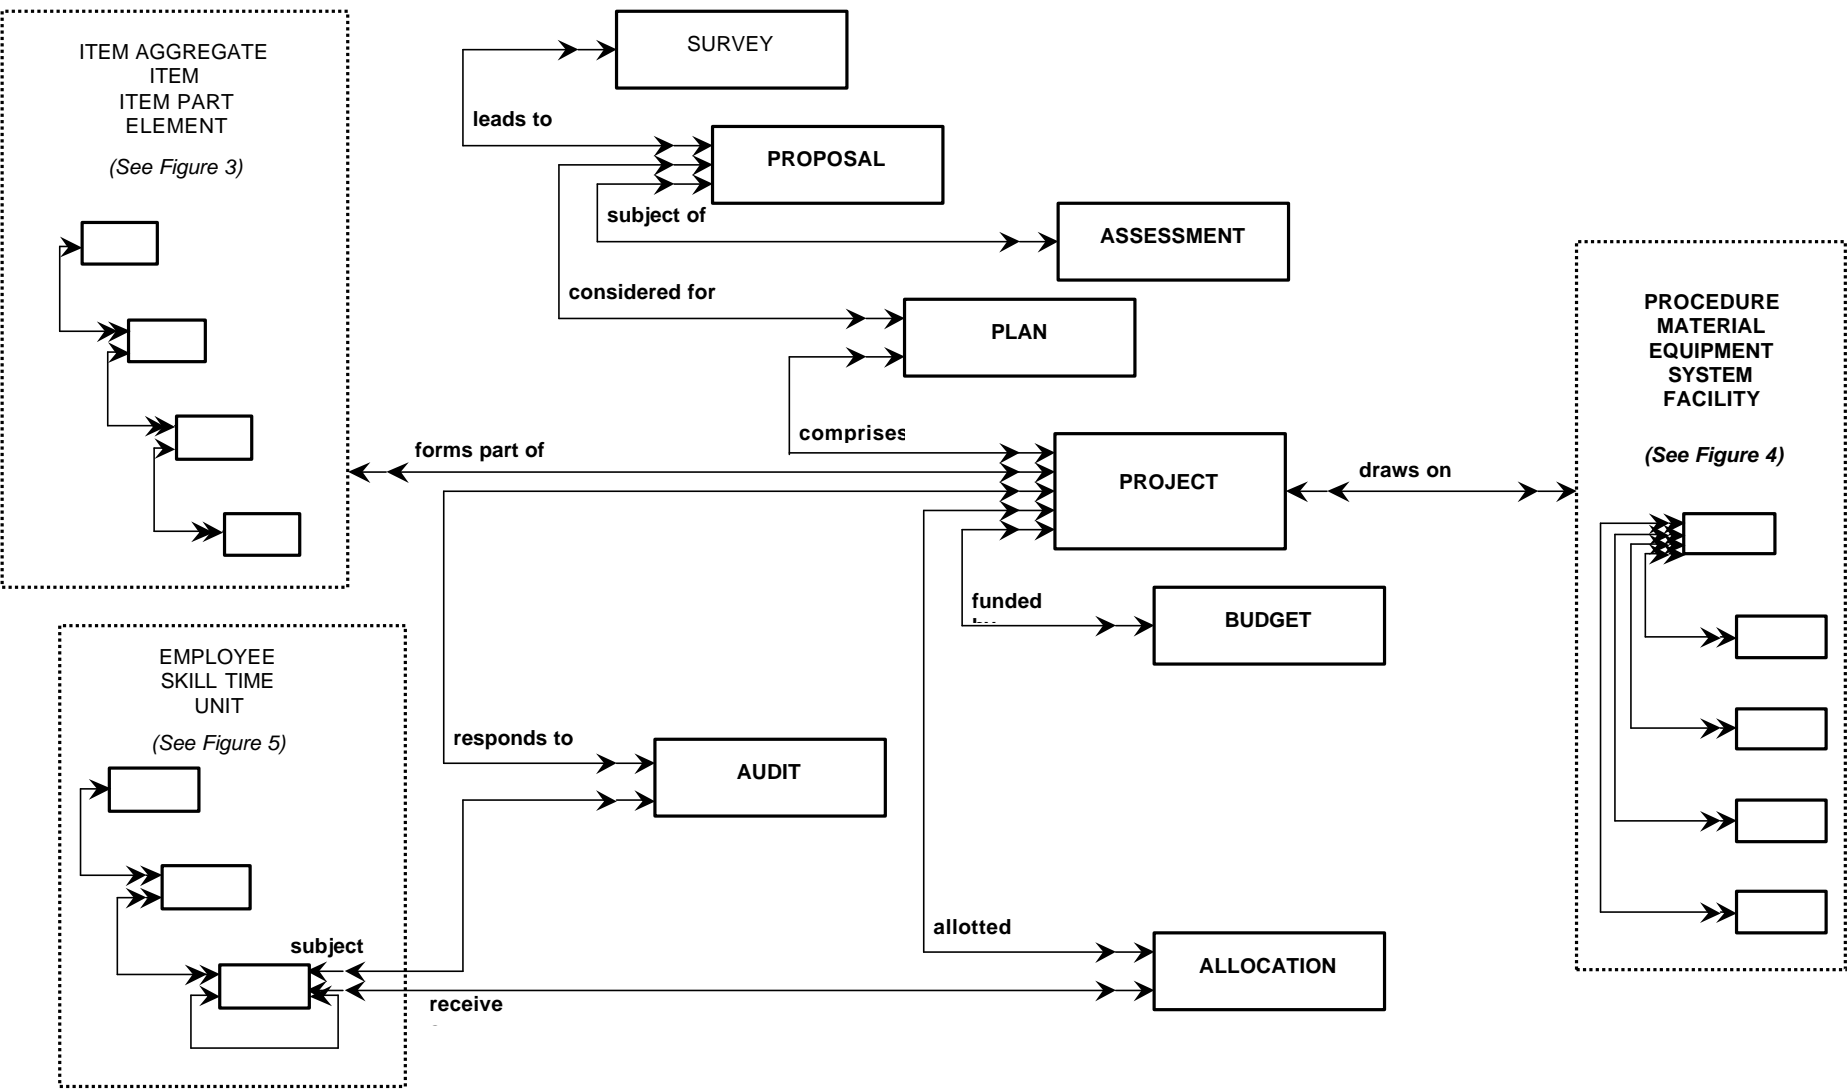 ITEM AGGREGATE
ITEM
ITEM PART
ELEMENT
(See Figure 3)
SURVEY
leads to
PROPOSAL
subject of
ASSESSMENT
considered for
PLAN
comprises
forms part of
PROJECT
draws on
PROCEDURE
MATERIAL
EQUIPMENT
SYSTEM
FACILITY
(See Figure 4)
funded
BUDGET
EMPLOYEE
SKILL TIME
UNIT
(See Figure 5)
responds to
AUDIT
subject
allotted
ALLOCATION
receive